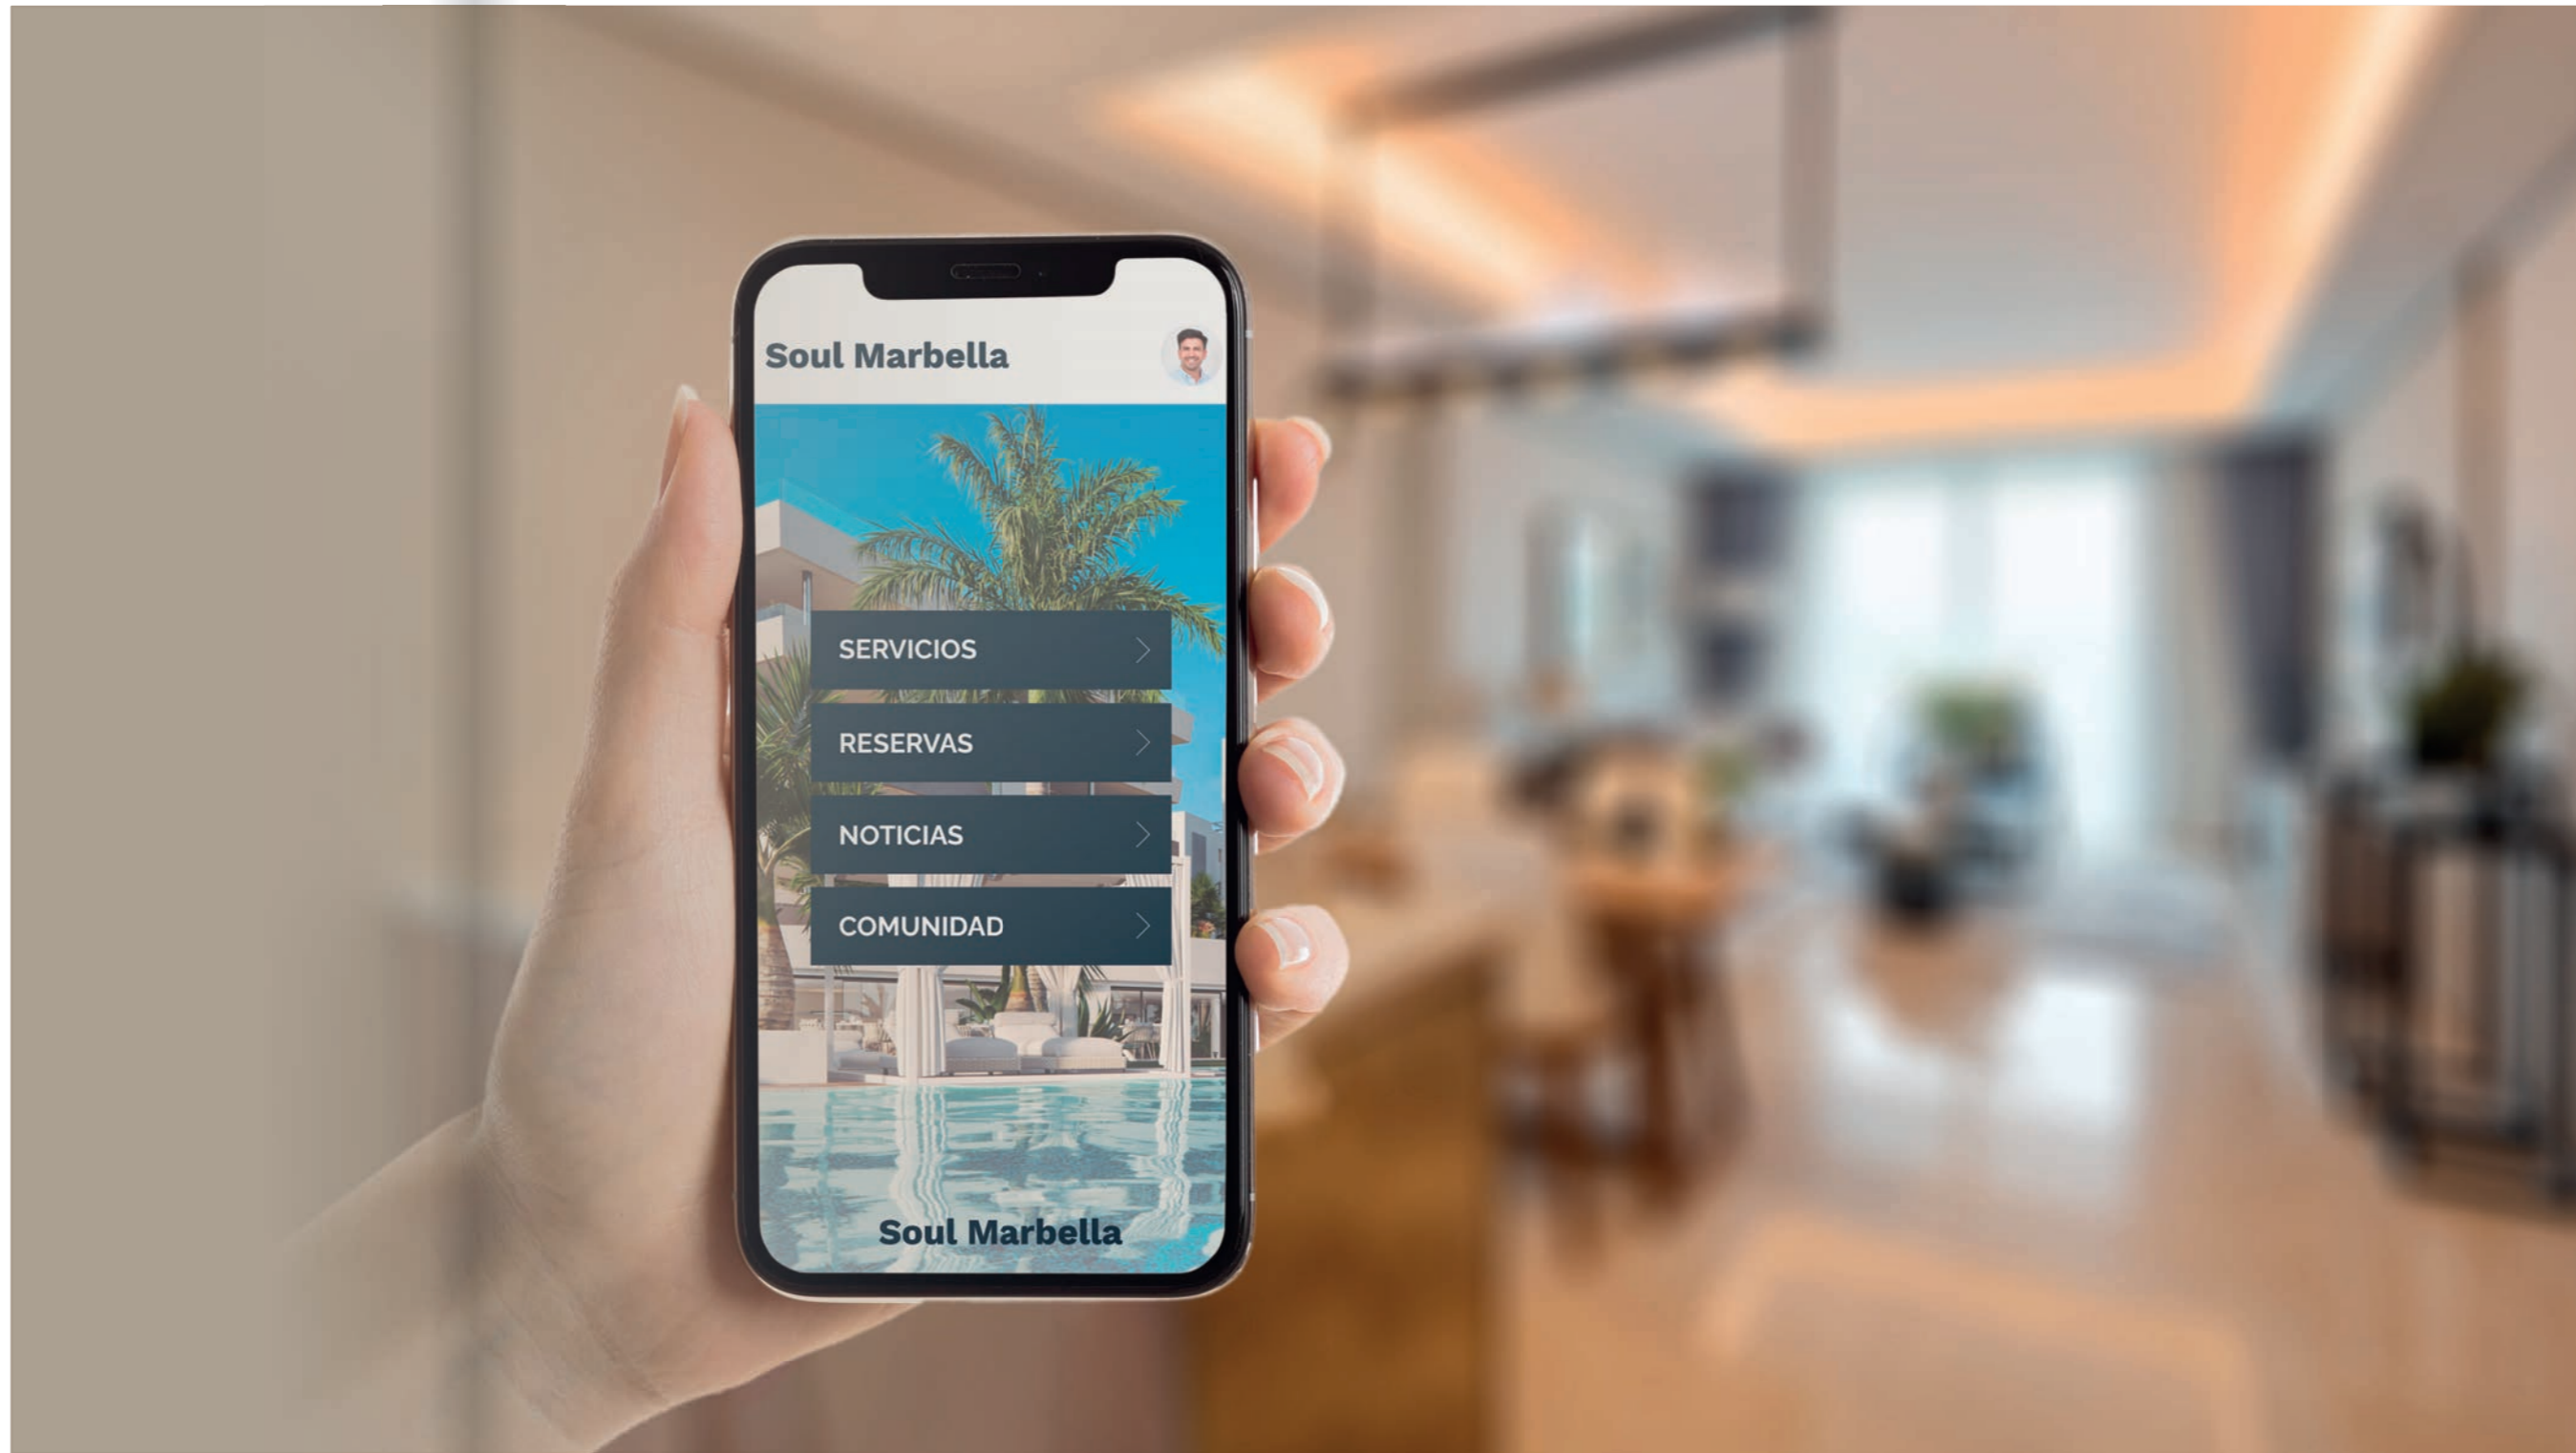 Soul Marbella
SERVICIOS
RESERVAS
NOTICIAS
COMUNIDAD
Soul Marbella